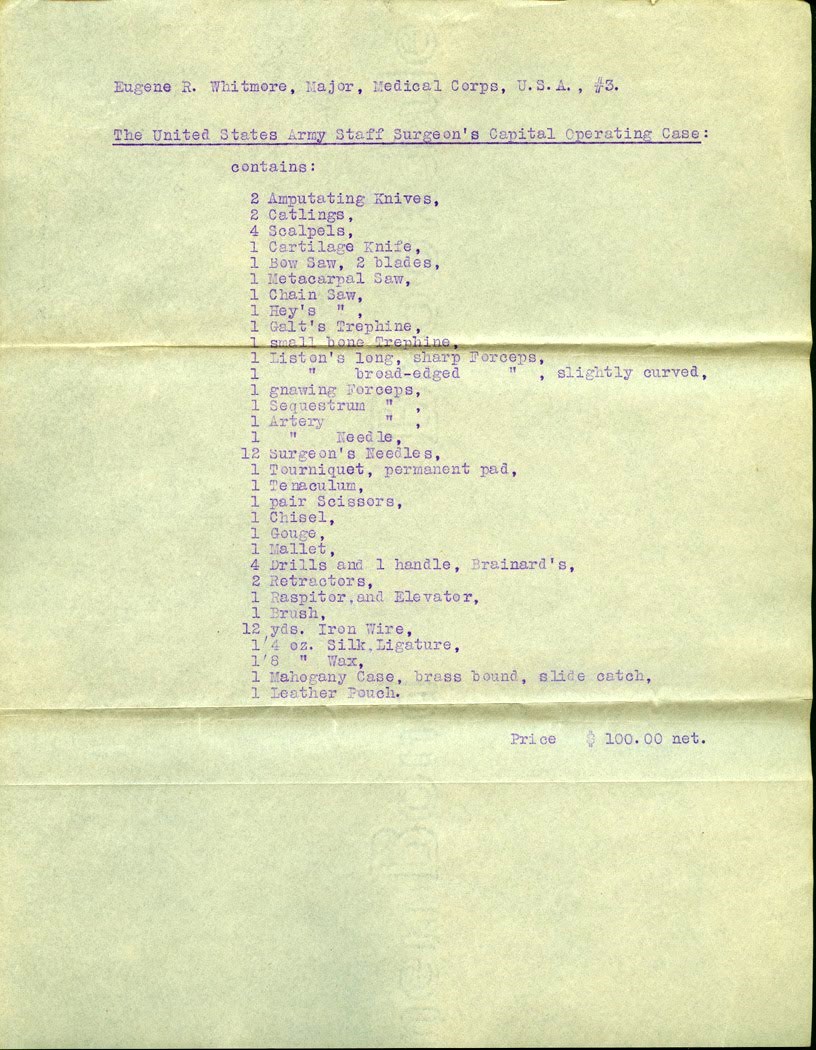 Eugene R. Whitmore, Major, Medical Corps, U.S.A., #3.
The United States Army Staff Surgeon's Capital Operating Case:
contains:
2 Amputating Knives,
2 Catlings,
4 Scalpels,
1 Cartilage Knife,
1 Bow Saw, 2 blades,
1 Metacarpal Saw,
1 Chain Saw,
1 Hey's " ,
1 Galt's Trephine,
1 small bone Trephine,
1 Liston's long, sharp Forceps,
1 " broad-edged " , slightly curved,
1 gnawing Forceps,
1 Sequestrum " ,
1 Artery " ,
1 " Needle,
12 Surgeon's Needles,
1 Tourniquet, permanent pad,
1 Tenaculum,
1 pair Scissors,
1 Chisel,
1 Gouge,
1 Mallet,
4 Drills and 1 handle, Brainard's,
2 Retractors,
1 Raspitor,and Elevator,
1 Brush,
12 yds. Iron Wire,
1/4 oz. Silk,Ligature,
1/8 " Wax,
1 Mahogany Case, brass bound, slide catch,
1 Leather Pouch.
Price $ 100.00 net.